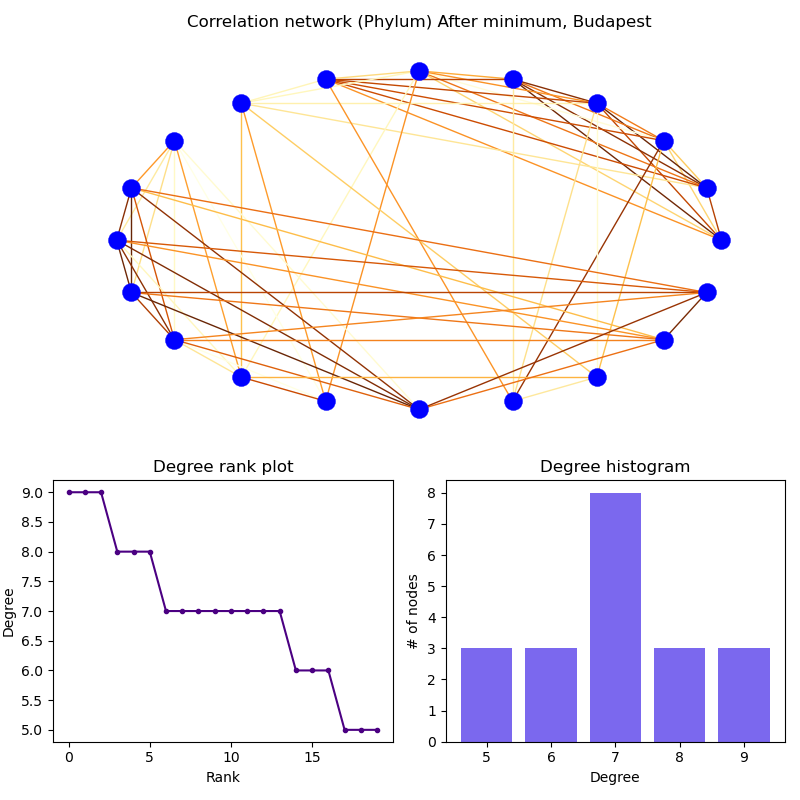 Correlation network (Phylum) After minimum, Budapest
Degree rank plot
9.0
8.5
8.0
7.5
7.0
6.5
6.0
5.5
5.0
Degree
0 5 10 15
Rank
Degree histogram
8
7
6
5
4
3
2
1
0
# of nodes
5 6 7 8 9
Degree